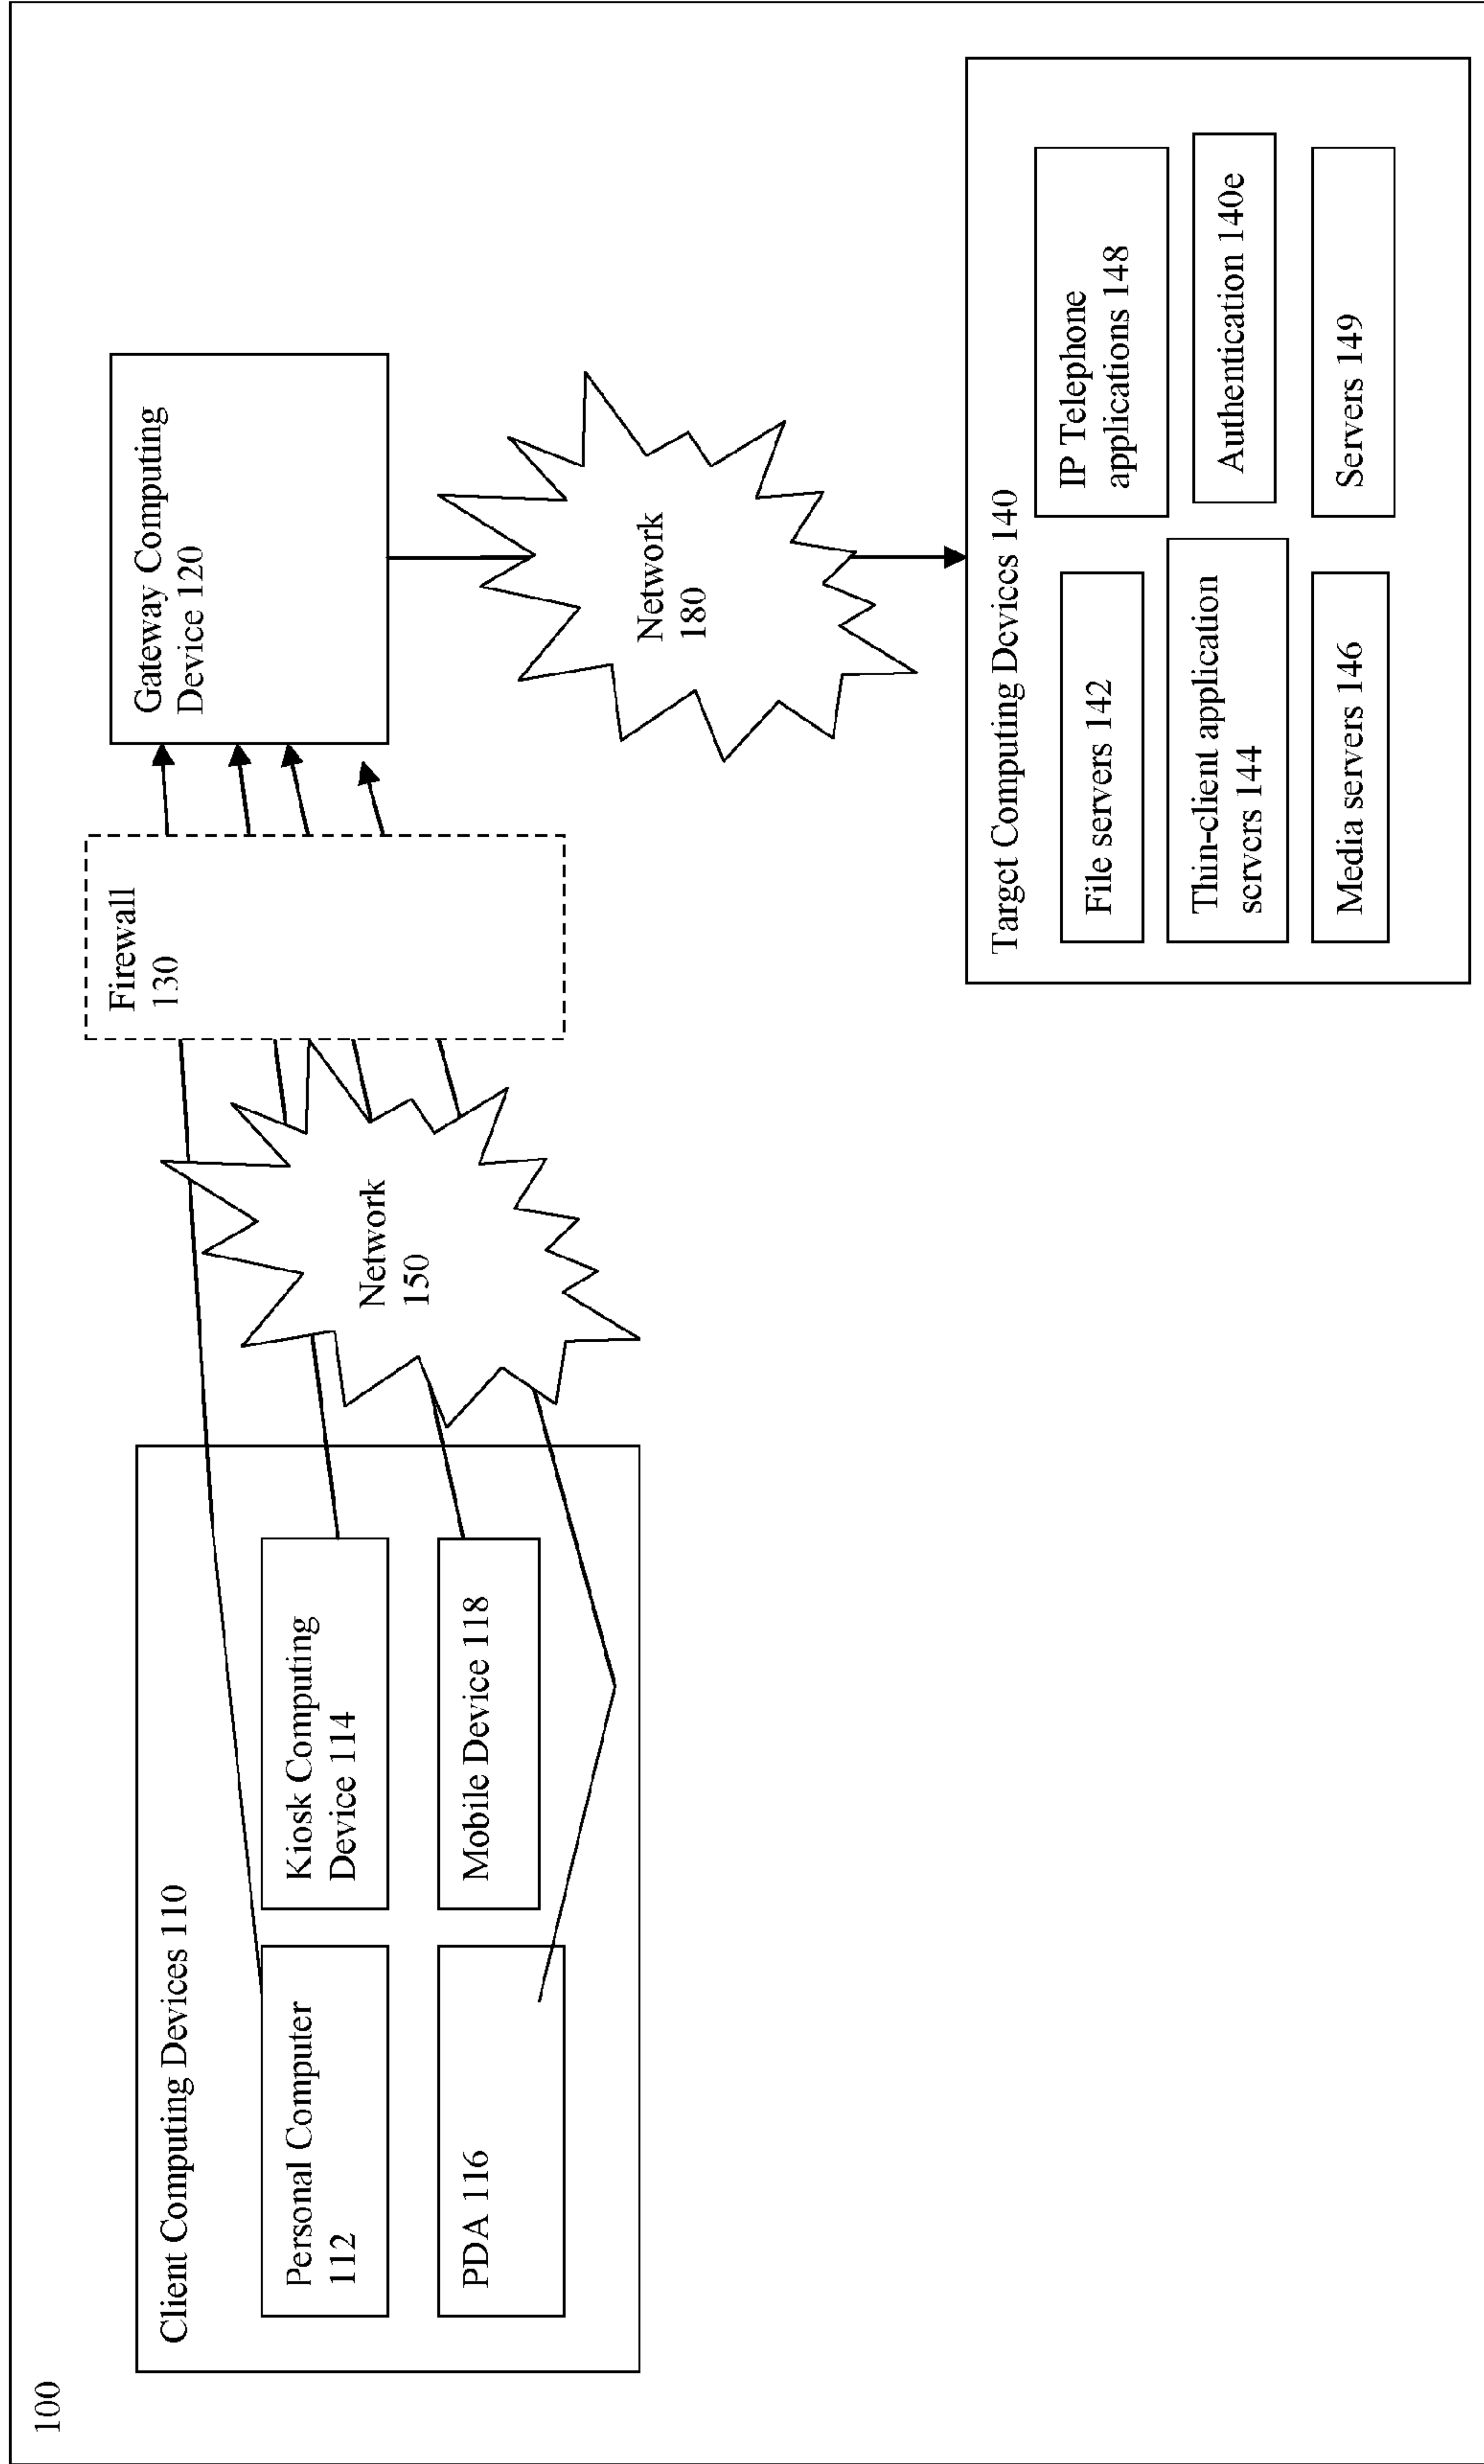 100
Client Computing Devices 110
Personal Computer
112
Kiosk Computing
Device 114
PDA 116
Mobile Device 118
Network
150
Firewall
130
Gateway Computing
Device 120
Network
180
Target Computing Devices 140
File servers 142
IP Telephone
applications 148
Thin-client application
servers 144
Authentication 140e
Media servers 146
Servers 149